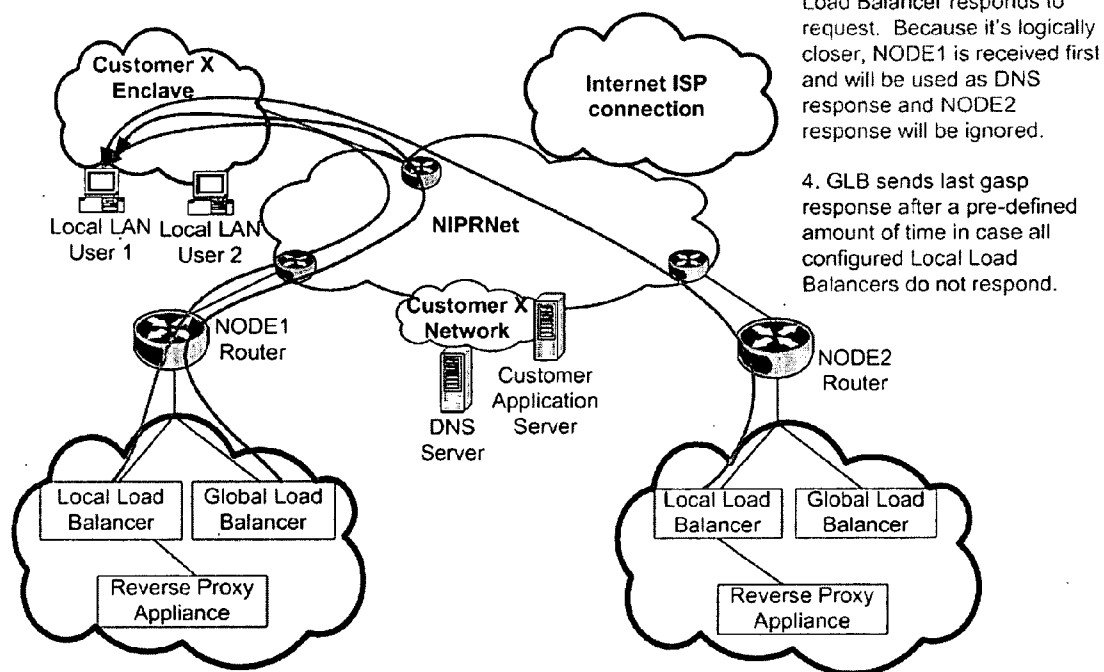 Load Balancer responds to
request. Because it's logically
closer, NODE1 is received first
and will be used as DNS
response and NODE2
response will be ignored.
4. GLB sends last gasp
response after a pre-defined
amount of time in case all
configured Local Load
Balancers do not respond.
Customer X
Enclave
Internet ISP
connection
Local LAN
User 1
Local LAN
User 2
NIPRNet
Customer X
Network
NODE1
Router
DNS
Server
Customer
Application
Server
NODE2
Router
Local Load
Balancer
Global Load
Balancer
Reverse Proxy
Appliance
Local Load
Balancer
Global Load
Balancer
Reverse Proxy
Appliance